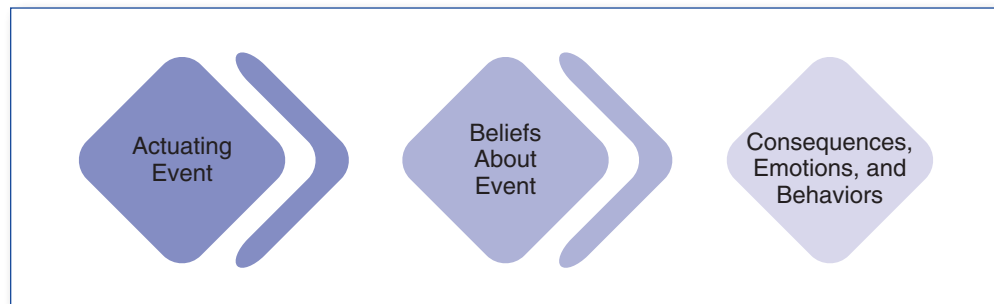 Actuating
Event
Beliefs
About
Event
Consequences,
Emotions, and
Behaviors